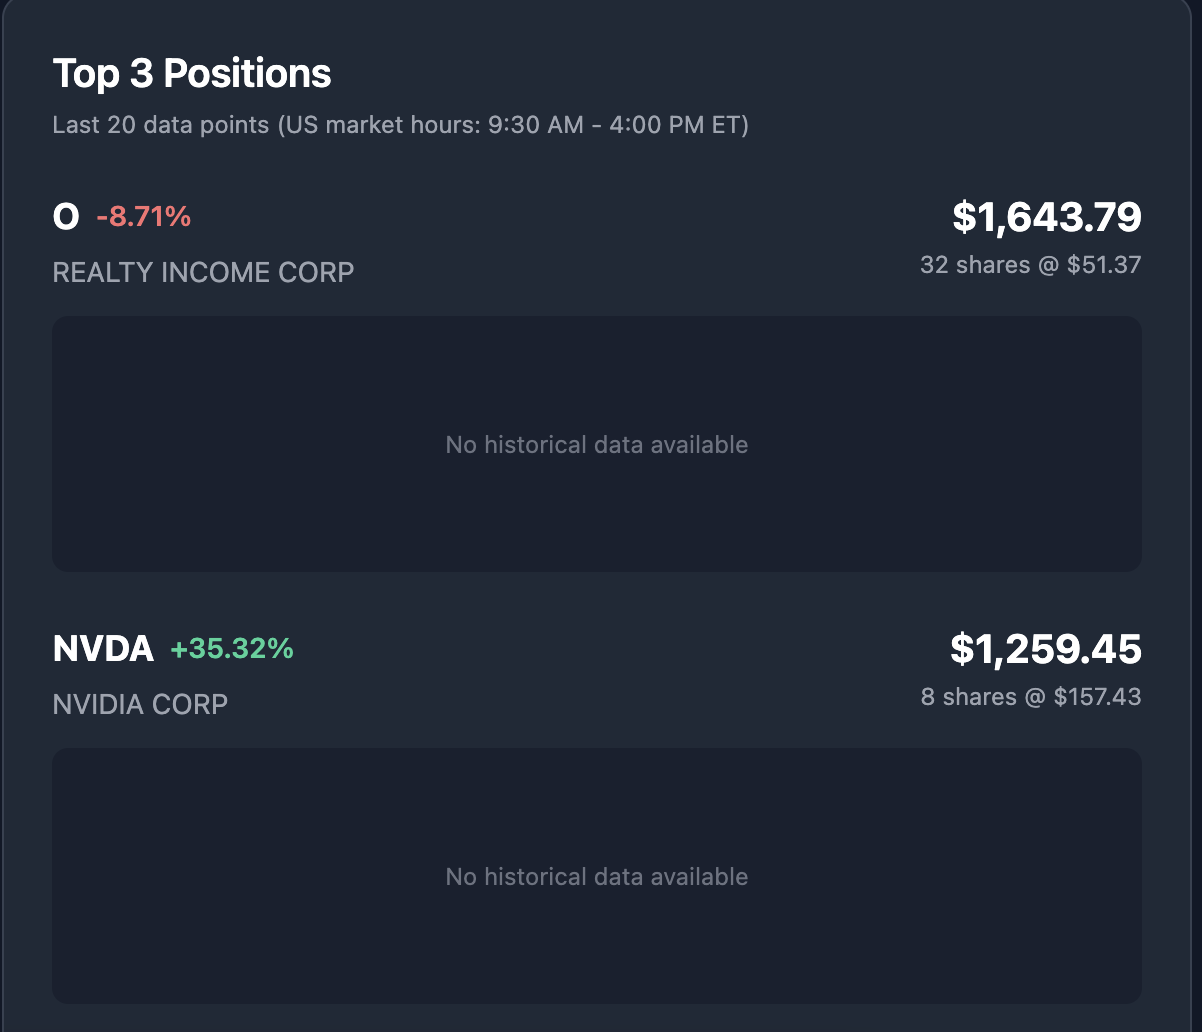 Top 3 Positions
Last 20 data points (US market hours: 9:30 AM - 4:00 PM ET)
O -8.71% $1,643.79
REALTY INCOME CORP 32 shares @ $51.37
No historical data available
NVDA +35.32% $1,259.45
NVIDIA CORP 8 shares @ $157.43
No historical data available